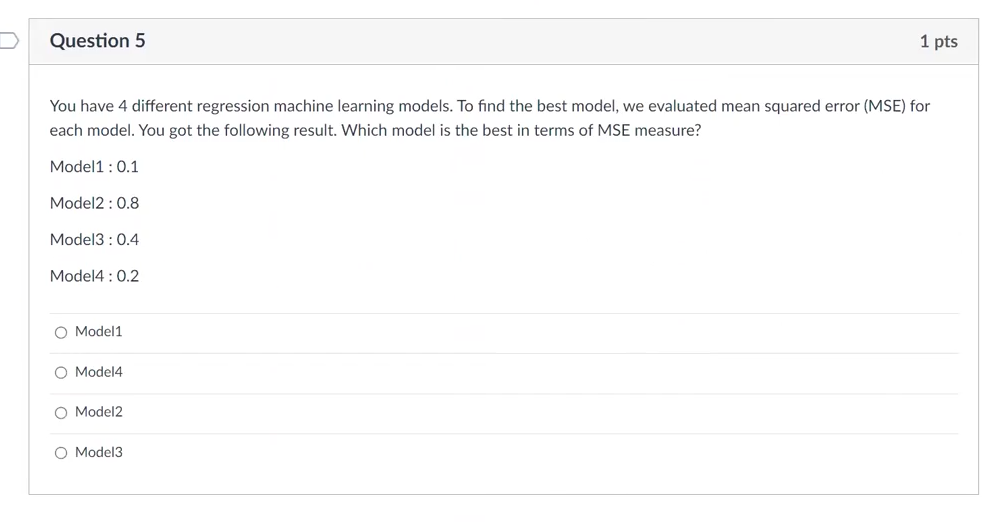 Question 5
1 pts
You have 4 different regression machine learning models. To find the best model, we evaluated mean squared error (MSE) for
each model. You got the following result. Which model is the best in terms of MSE measure?
Model1 : 0.1
Model2 : 0.8
Model3 : 0.4
Model4 : 0.2
Model1
Model4
Model2
Model3